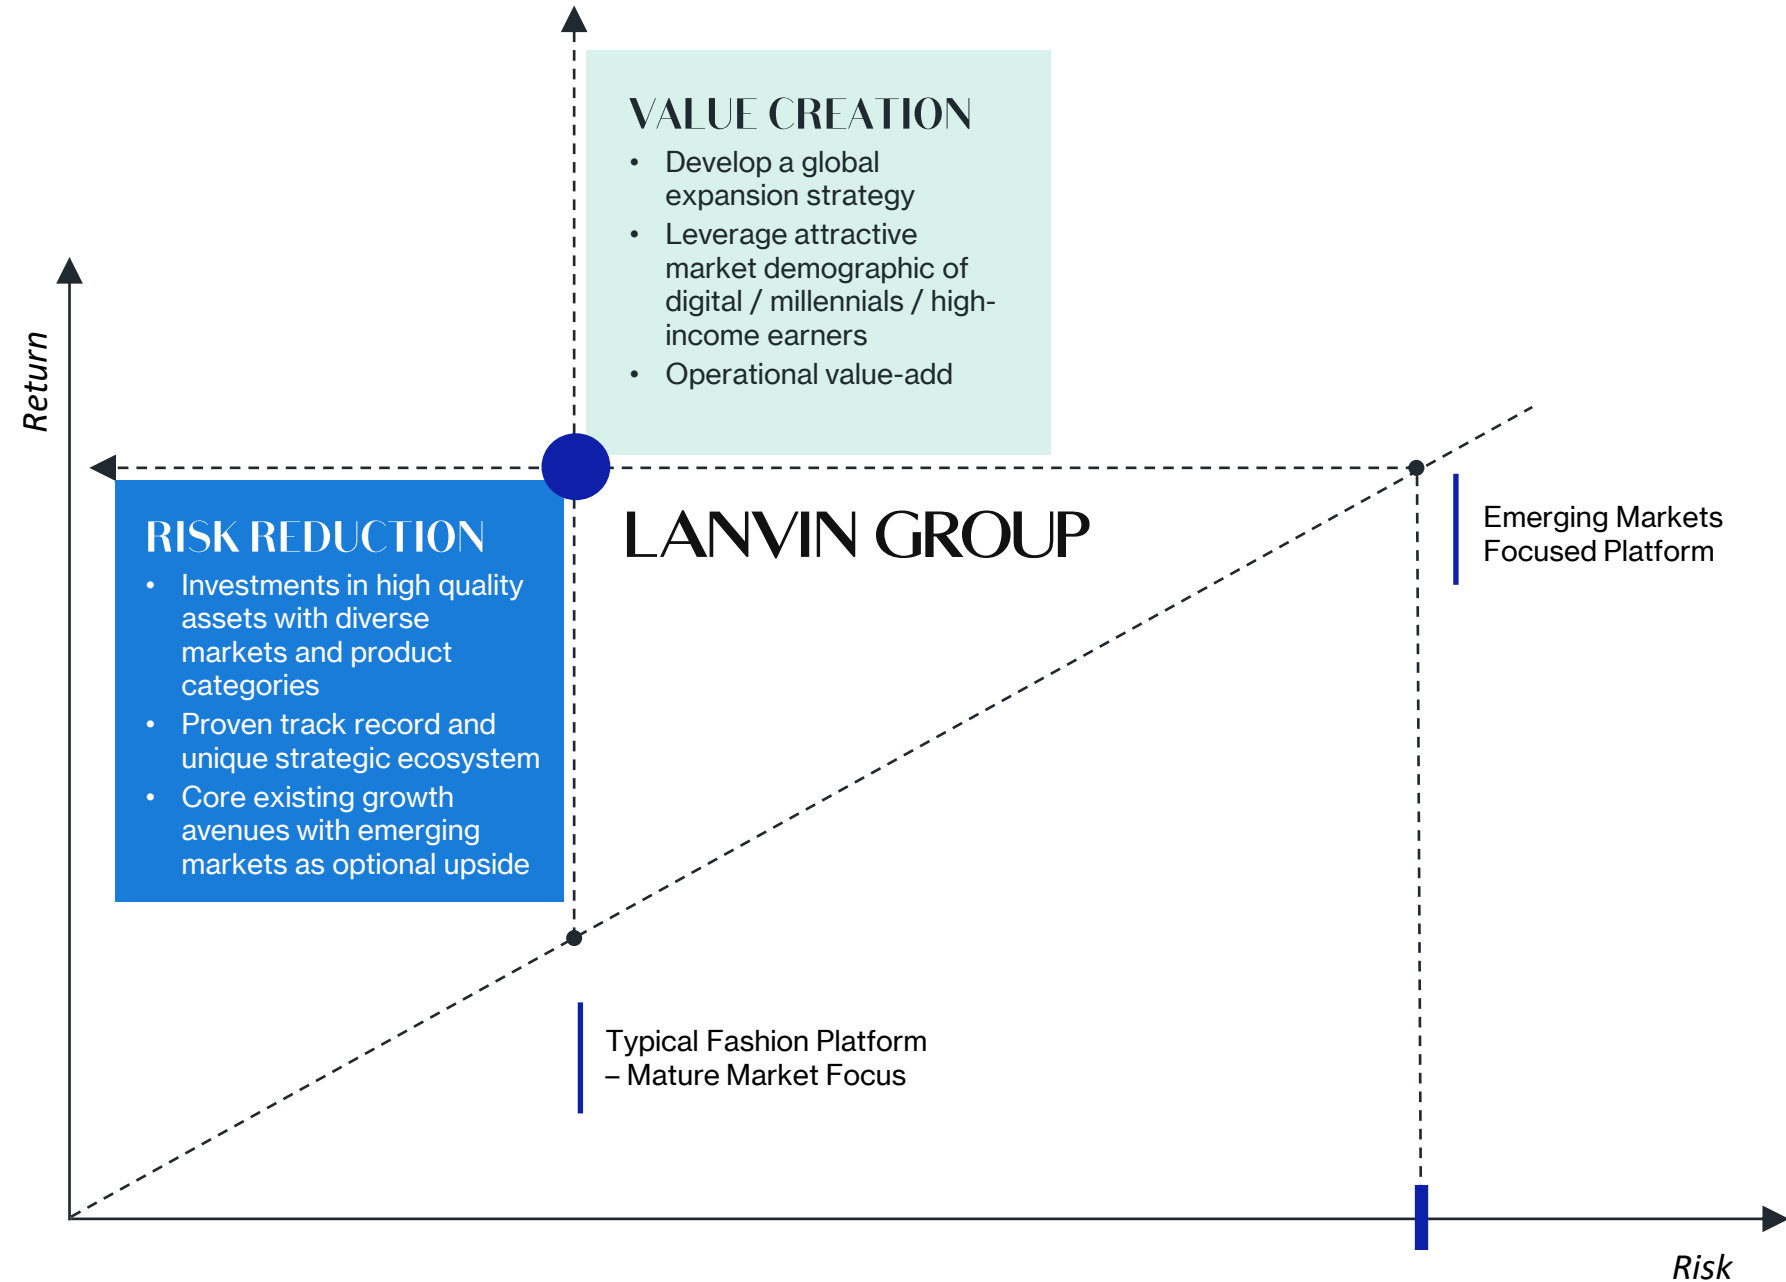 VALUE CREATION
• Develop a global
expansion strategy
• Leverage attractive
market demographic of
digital / millennials / high-
income earners
• Operational value-add
Return
RISK REDUCTION
• Investments in high quality
assets with diverse
markets and product
categories
• Proven track record and
unique strategic ecosystem
• Core existing growth
avenues with emerging
markets as optional upside
LANVIN GROUP
Emerging Markets
Focused Platform
Typical Fashion Platform
– Mature Market Focus
Risk